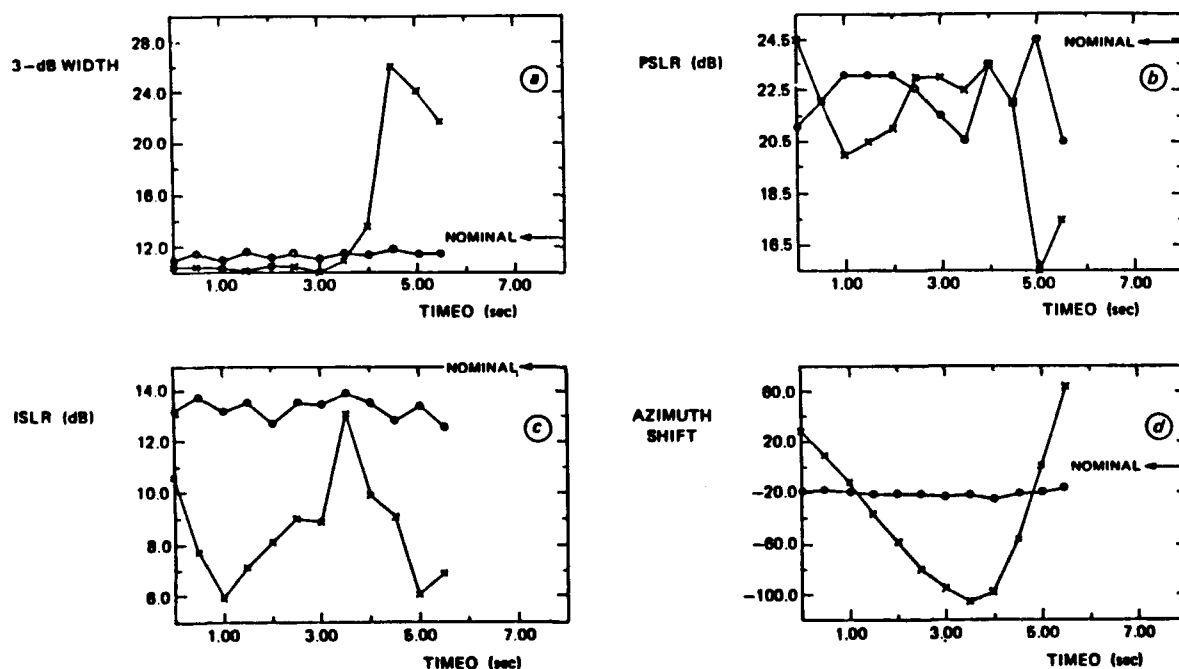 3-dB WIDTH
28.0
24.0
20.0
16.0
12.0
a
NOMINAL
1.00 3.00 5.00 7.00
TIMEO (sec)
PSLR (dB)
24.5
22.5
20.5
18.5
16.5
NOMINAL
b
1.00 3.00 5.00 7.00
TIMEO (sec)
ISLR (dB)
14.0
12.0
10.0
8.0
6.0
NOMINAL
c
1.00 3.00 5.00 7.00
TIMEO (sec)
AZIMUTH
SHIFT
60.0
20.0
-20.0
-60.0
-100.0
d
NOMINAL
1.00 3.00 5.00 7.00
TIMEO (sec)